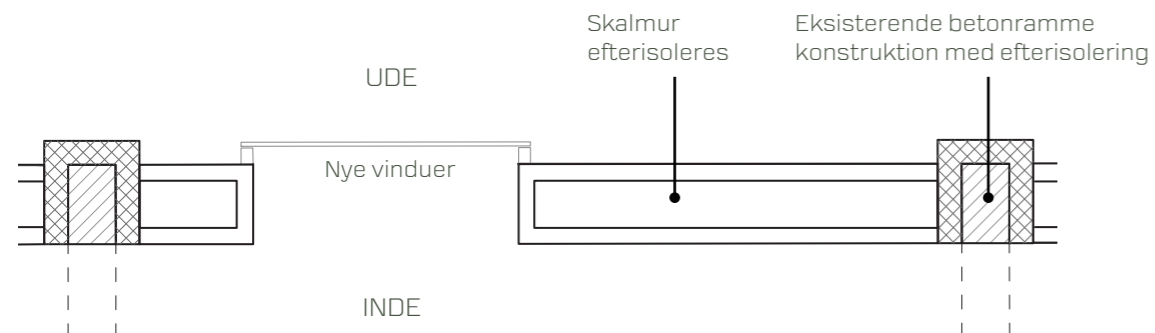 Skalmur
efterisoleres
Eksisterende betonramme
konstruktion med efterisolering
UDE
Nye vinduer
INDE